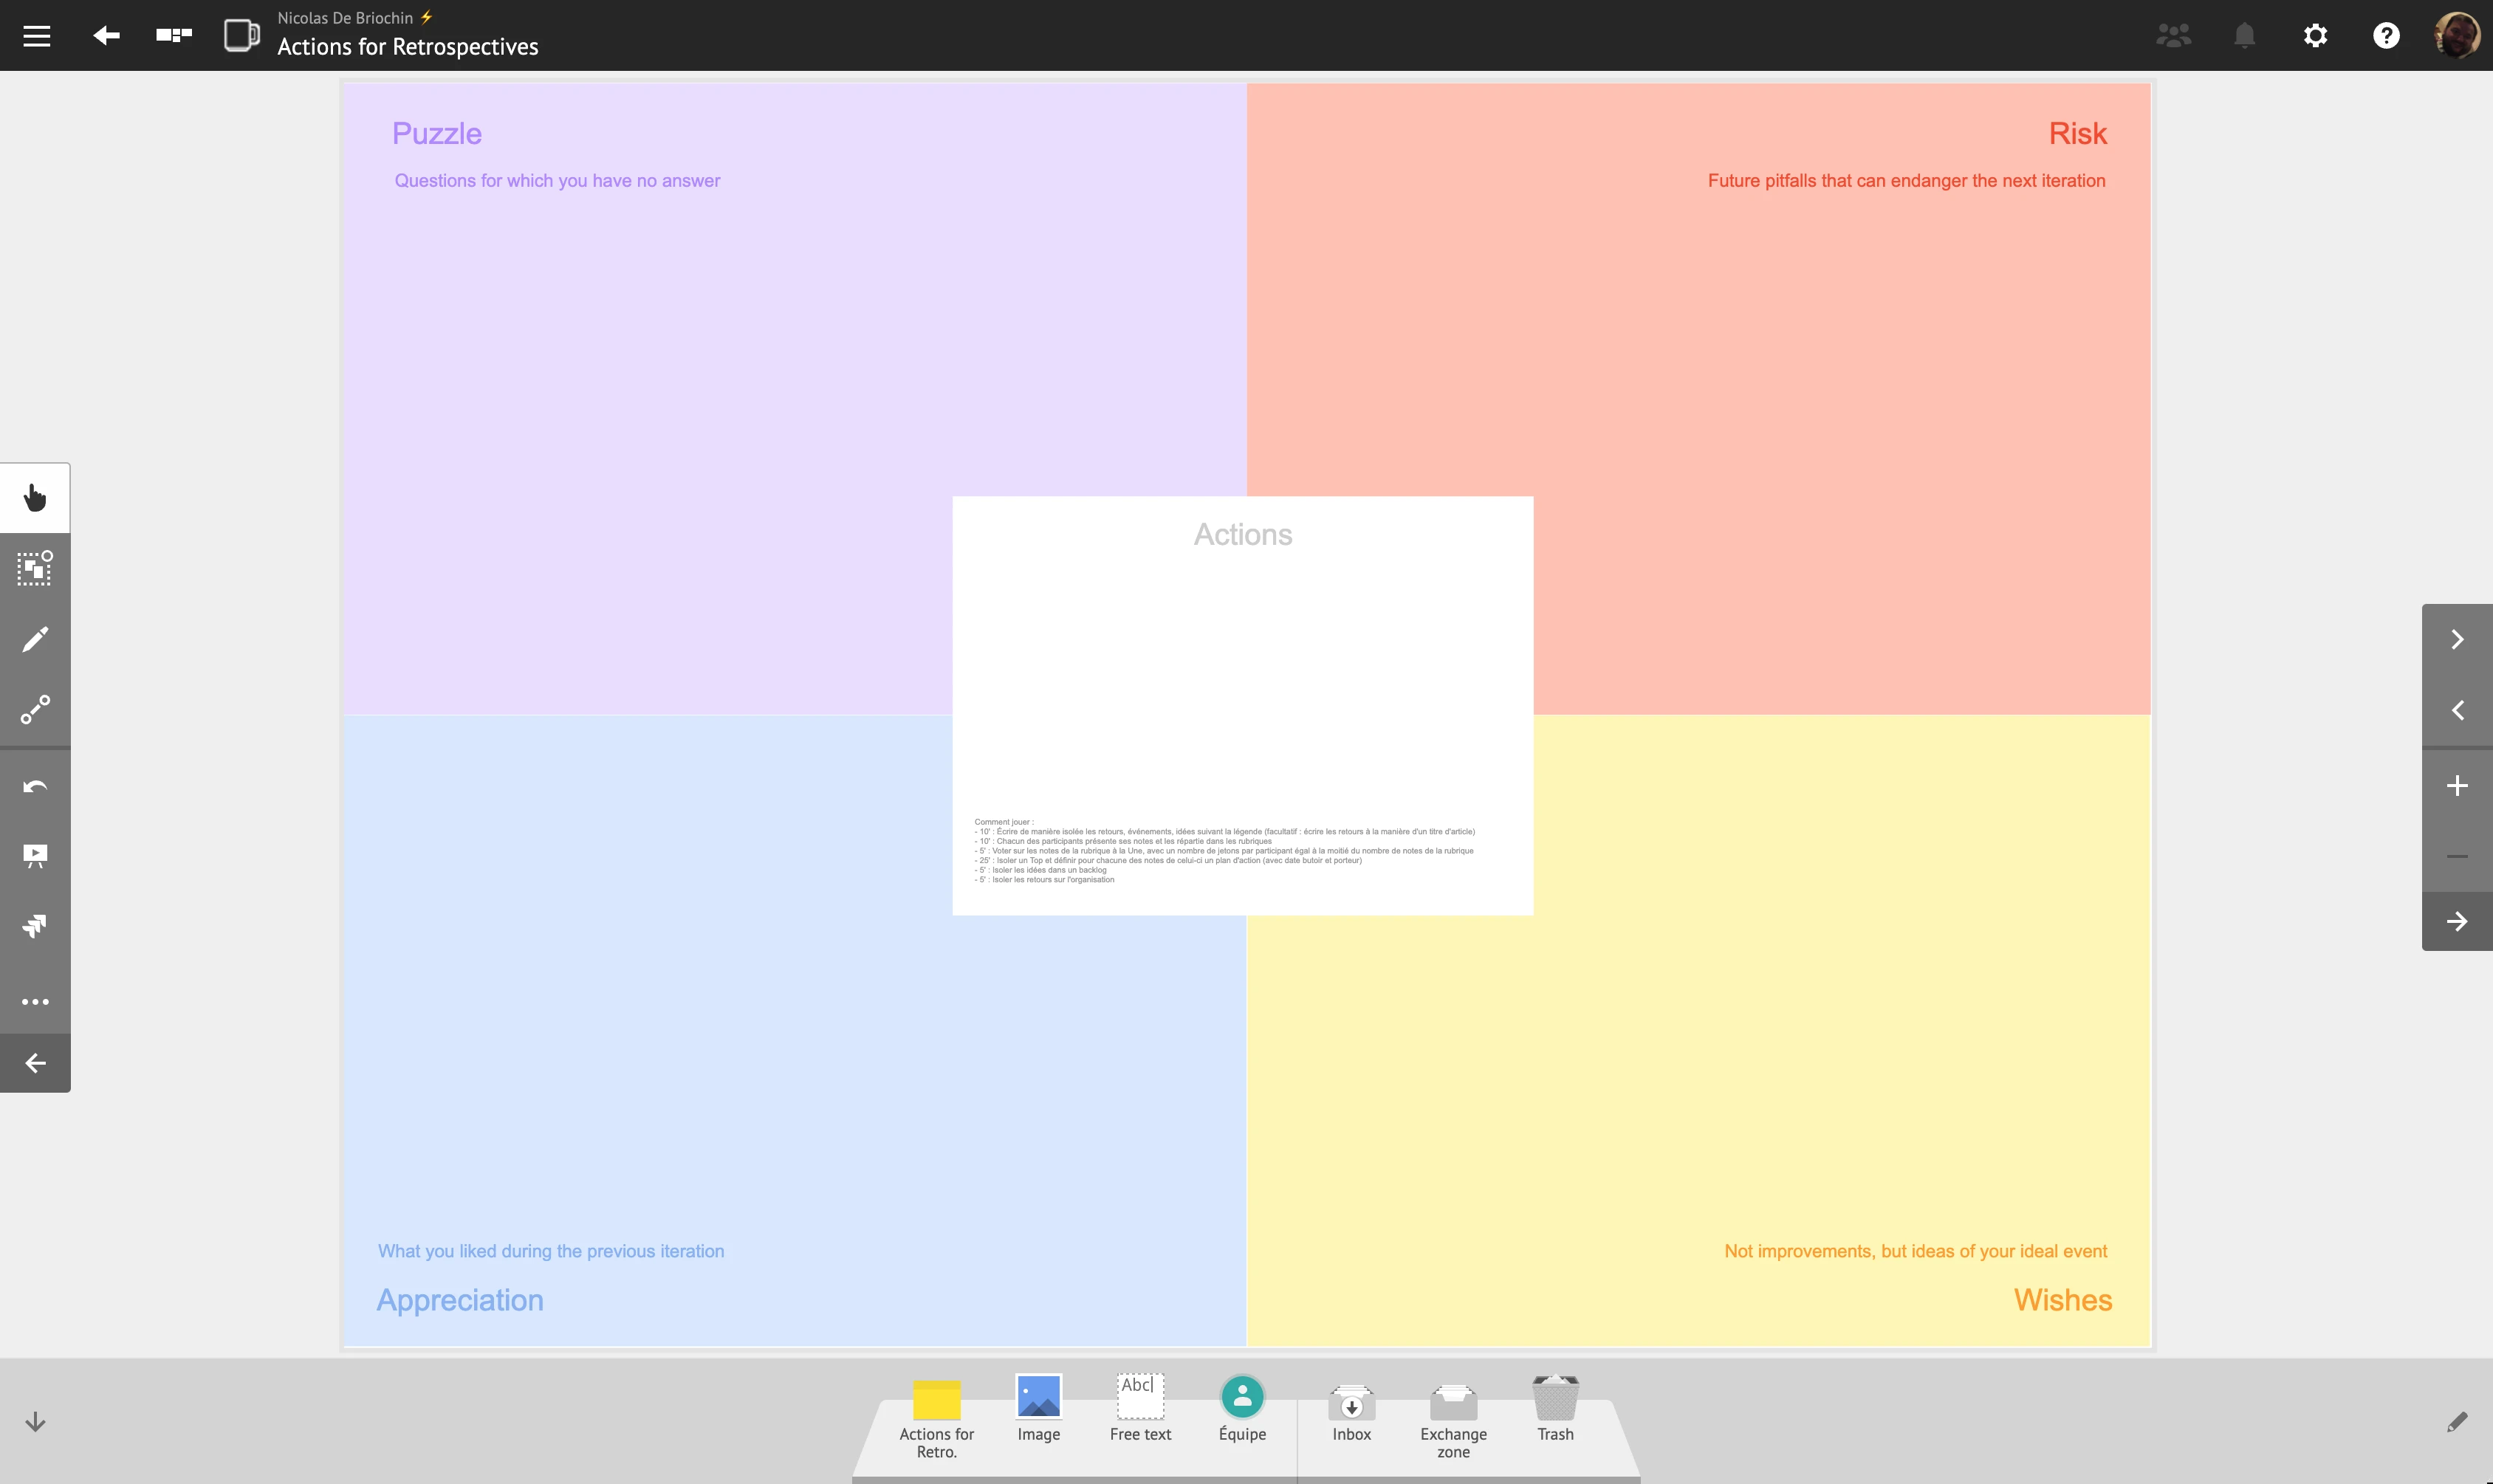 Nicolas De Briochin ⚡
Actions for Retrospectives
Puzzle
Questions for which you have no answer
Risk
Future pitfalls that can endanger the next iteration
Actions
Comment jouer :
- 10' : Écrire de manière isolée les retours, événements, idées suivant la légende (facultatif : écrire les retours à la manière d'un titre d'article)
- 10' : Chacun des participants présente ses notes et les répartie dans les rubriques
- 5' : Voter sur les notes de la rubrique à la Une, avec un nombre de jetons par participant égal à la moitié du nombre de notes de la rubrique
- 25' : Isoler un Top et définir pour chacune des notes de celui-ci un plan d'action (avec date butoir et porteur)
- 5' : Isoler les idées dans un backlog
- 5' : Isoler les retours sur l'organisation
What you liked during the previous iteration
Appreciation
Not improvements, but ideas of your ideal event
Wishes
Abc
Actions for
Retro.
Image
Free text
Équipe
Inbox
Exchange
zone
Trash